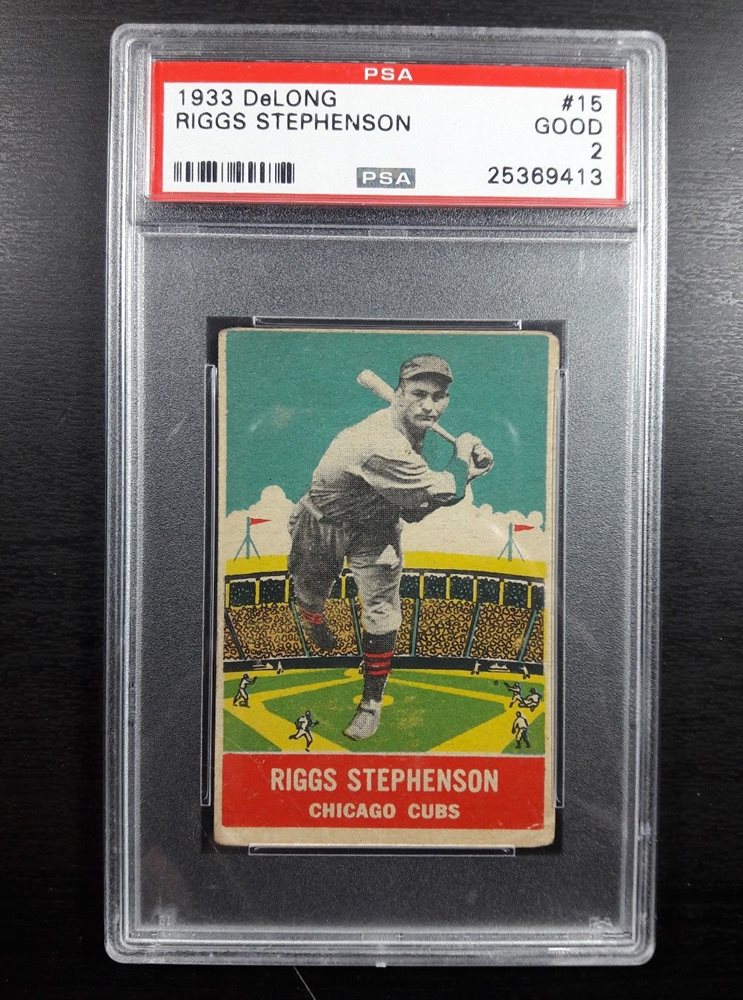 PSA
1933 DeLONG #15
RIGGS STEPHENSON GOOD
2
PSA 25369413
RIGGS STEPHENSON
CHICAGO CUBS